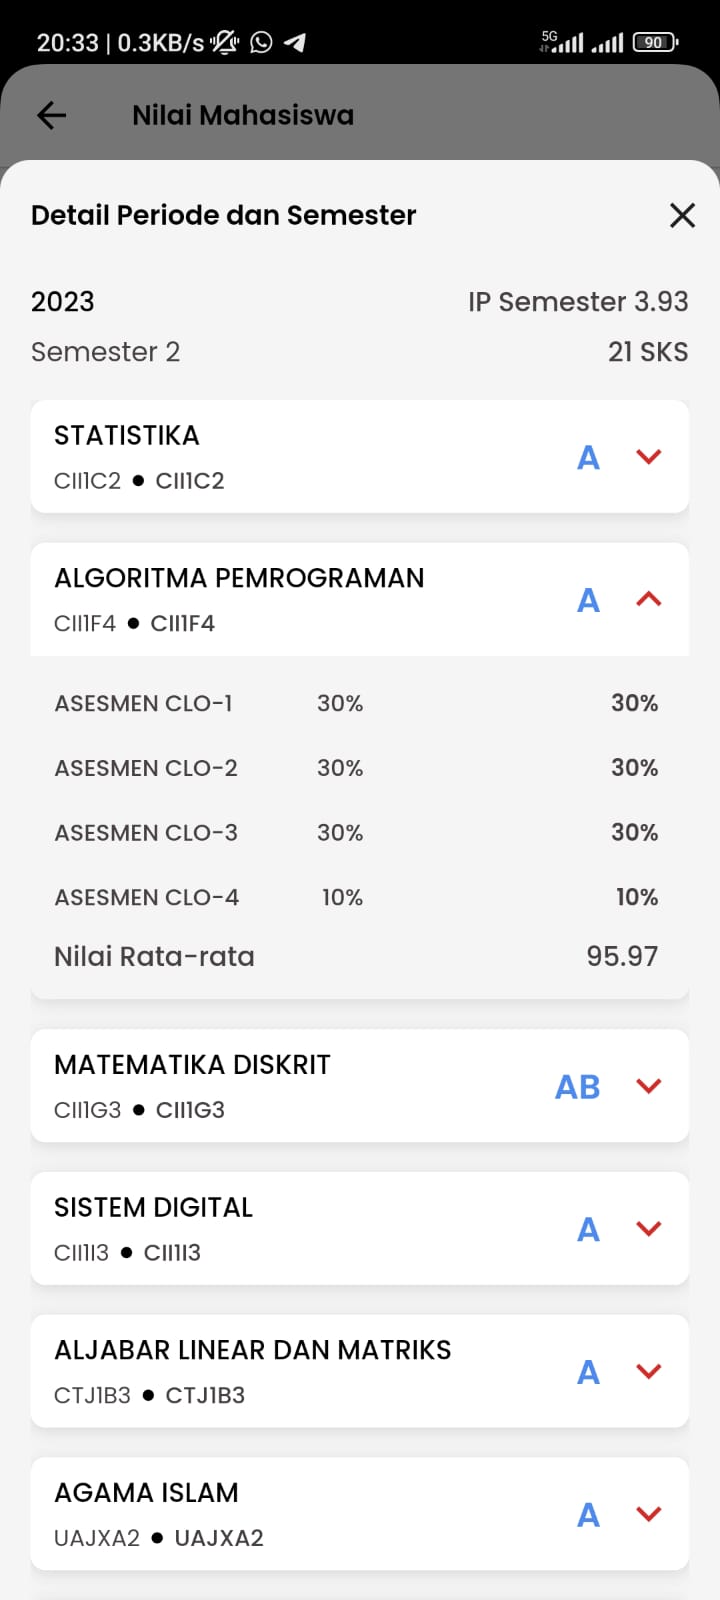 20:33 | 0.3KB/s 5G 90
Nilai Mahasiswa
Detail Periode dan Semester
2023 IP Semester 3.93
Semester 2 21 SKS
STATISTIKA
A
CII1C2 ● CII1C2
ALGORITMA PEMROGRAMAN
A
CII1F4 ● CII1F4
ASESMEN CLO-1 30% 30%
ASESMEN CLO-2 30% 30%
ASESMEN CLO-3 30% 30%
ASESMEN CLO-4 10% 10%
Nilai Rata-rata 95.97
MATEMATIKA DISKRIT
AB
CII1G3 ● CII1G3
SISTEM DIGITAL
A
CII1I3 ● CII1I3
ALJABAR LINEAR DAN MATRIKS
A
CTJ1B3 ● CTJ1B3
AGAMA ISLAM
A
UAJXA2 ● UAJXA2